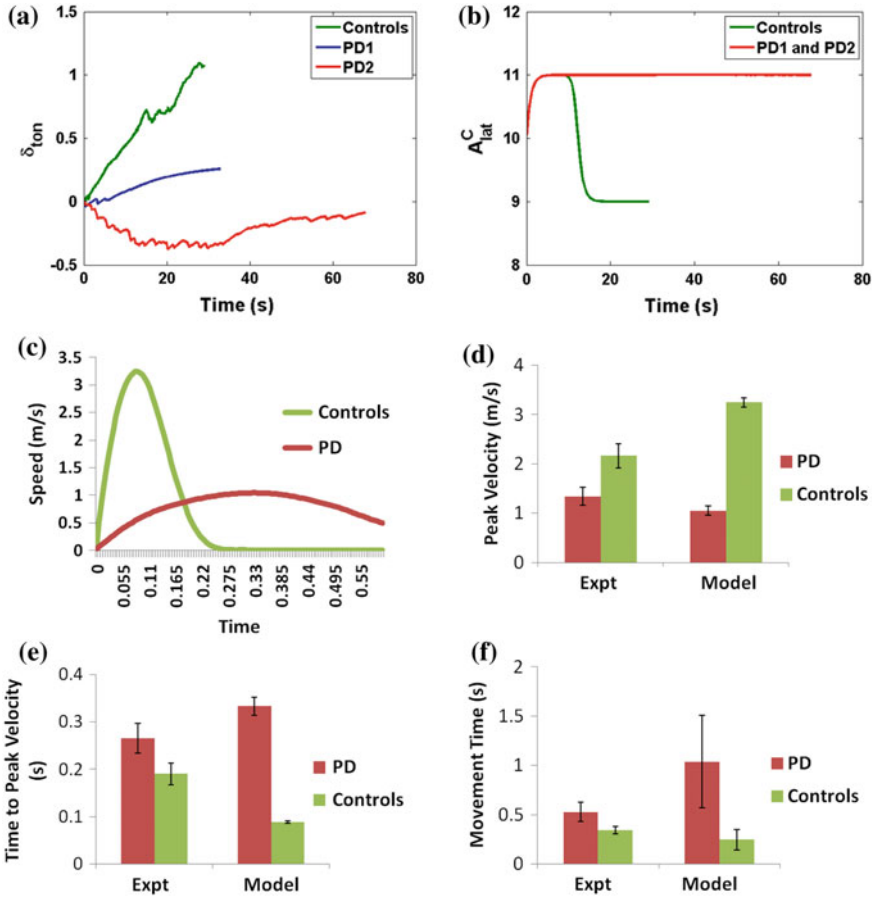 (a)
1.5
1
0.5
0
-0.5
δton
Controls
PD1
PD2
0 20 40 60 80
Time (s)
(b)
12
11
10
9
8
A^C_lat
Controls
PD1 and PD2
0 20 40 60 80
Time (s)
(c)
3.5
3
2.5
2
1.5
1
0.5
0
Speed (m/s)
Controls
PD
0 0.055 0.11 0.165 0.22 0.275 0.33 0.385 0.44 0.495 0.55
Time
(d)
4
3
2
1
0
Peak Velocity (m/s)
PD
Controls
Expt Model
(e)
0.4
0.3
0.2
0.1
0
Time to Peak Velocity
(s)
PD
Controls
Expt Model
(f)
2
1.5
1
0.5
0
Movement Time (s)
PD
Controls
Expt Model